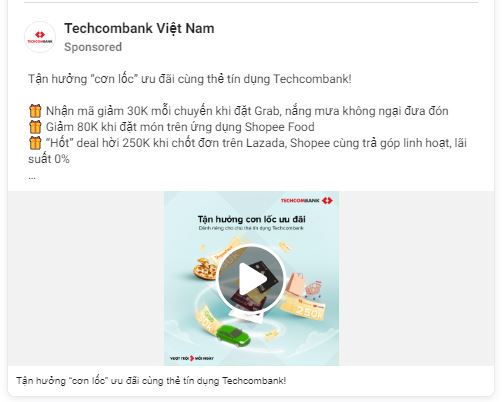 Techcombank Việt Nam
TECHCOMBANK
Sponsored
Tận hưởng “cơn lốc” ưu đãi cùng thẻ tín dụng Techcombank!
🎁 Nhận mã giảm 30K mỗi chuyến khi đặt Grab, nắng mưa không ngại đưa đón
🎁 Giảm 80K khi đặt món trên ứng dụng Shopee Food
🎁 “Hốt” deal hời 250K khi chốt đơn trên Lazada, Shopee cùng trả góp linh hoạt, lãi
suất 0%
...
TECHCOMBANK
Tận hưởng cơn lốc ưu đãi
Dành riêng cho chủ thẻ tín dụng Techcombank
250K
VƯỢT TRỘI MỖI NGÀY
Tận hưởng “cơn lốc” ưu đãi cùng thẻ tín dụng Techcombank!